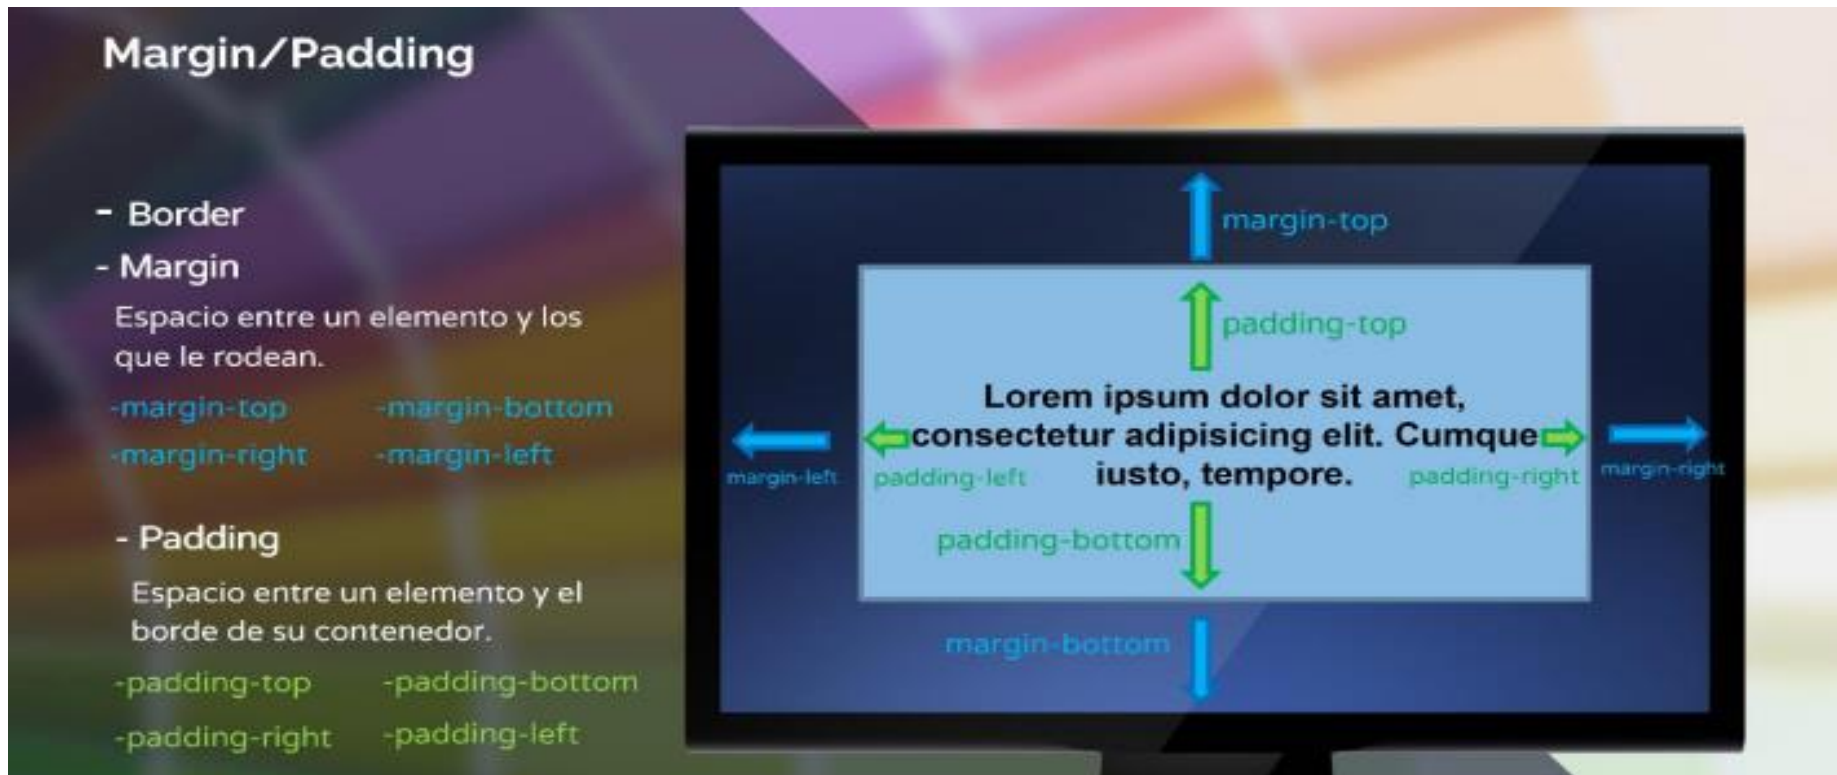 Margin/Padding
- Border
- Margin
Espacio entre un elemento y los
que le rodean.
-margin-top -margin-bottom
-margin-right -margin-left
- Padding
Espacio entre un elemento y el
borde de su contenedor.
-padding-top -padding-bottom
-padding-right -padding-left
margin-top
padding-top
Lorem ipsum dolor sit amet,
consectetur adipisicing elit. Cumque
iusto, tempore.
margin-left
padding-left
padding-right
margin-right
padding-bottom
margin-bottom